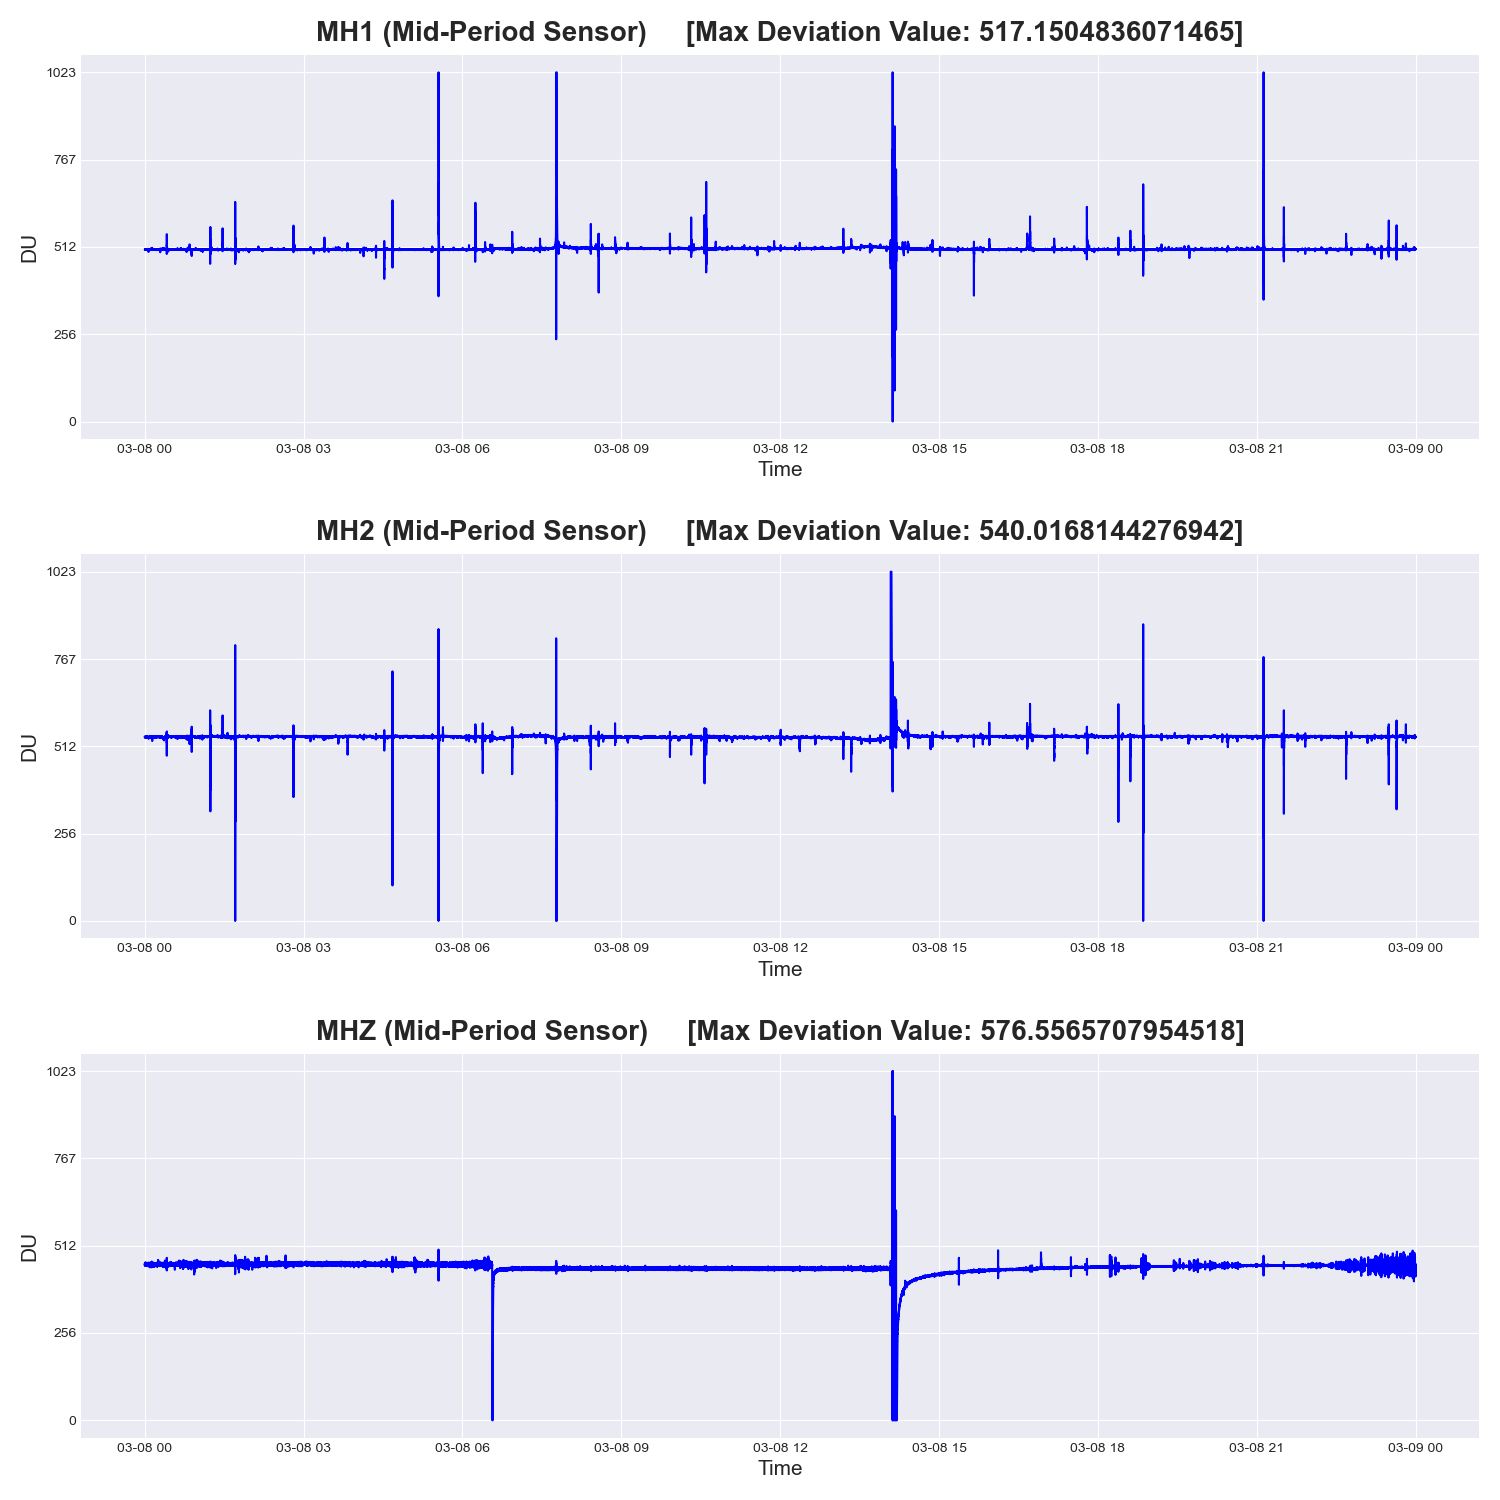 MH1 (Mid-Period Sensor) [Max Deviation Value: 517.1504836071465]
1023
767
512
256
0
DU
03-08 00 03-08 03 03-08 06 03-08 09 03-08 12 03-08 15 03-08 18 03-08 21 03-09 00
Time
MH2 (Mid-Period Sensor) [Max Deviation Value: 540.0168144276942]
1023
767
512
256
0
DU
03-08 00 03-08 03 03-08 06 03-08 09 03-08 12 03-08 15 03-08 18 03-08 21 03-09 00
Time
MHZ (Mid-Period Sensor) [Max Deviation Value: 576.5565707954518]
1023
767
512
256
0
DU
03-08 00 03-08 03 03-08 06 03-08 09 03-08 12 03-08 15 03-08 18 03-08 21 03-09 00
Time